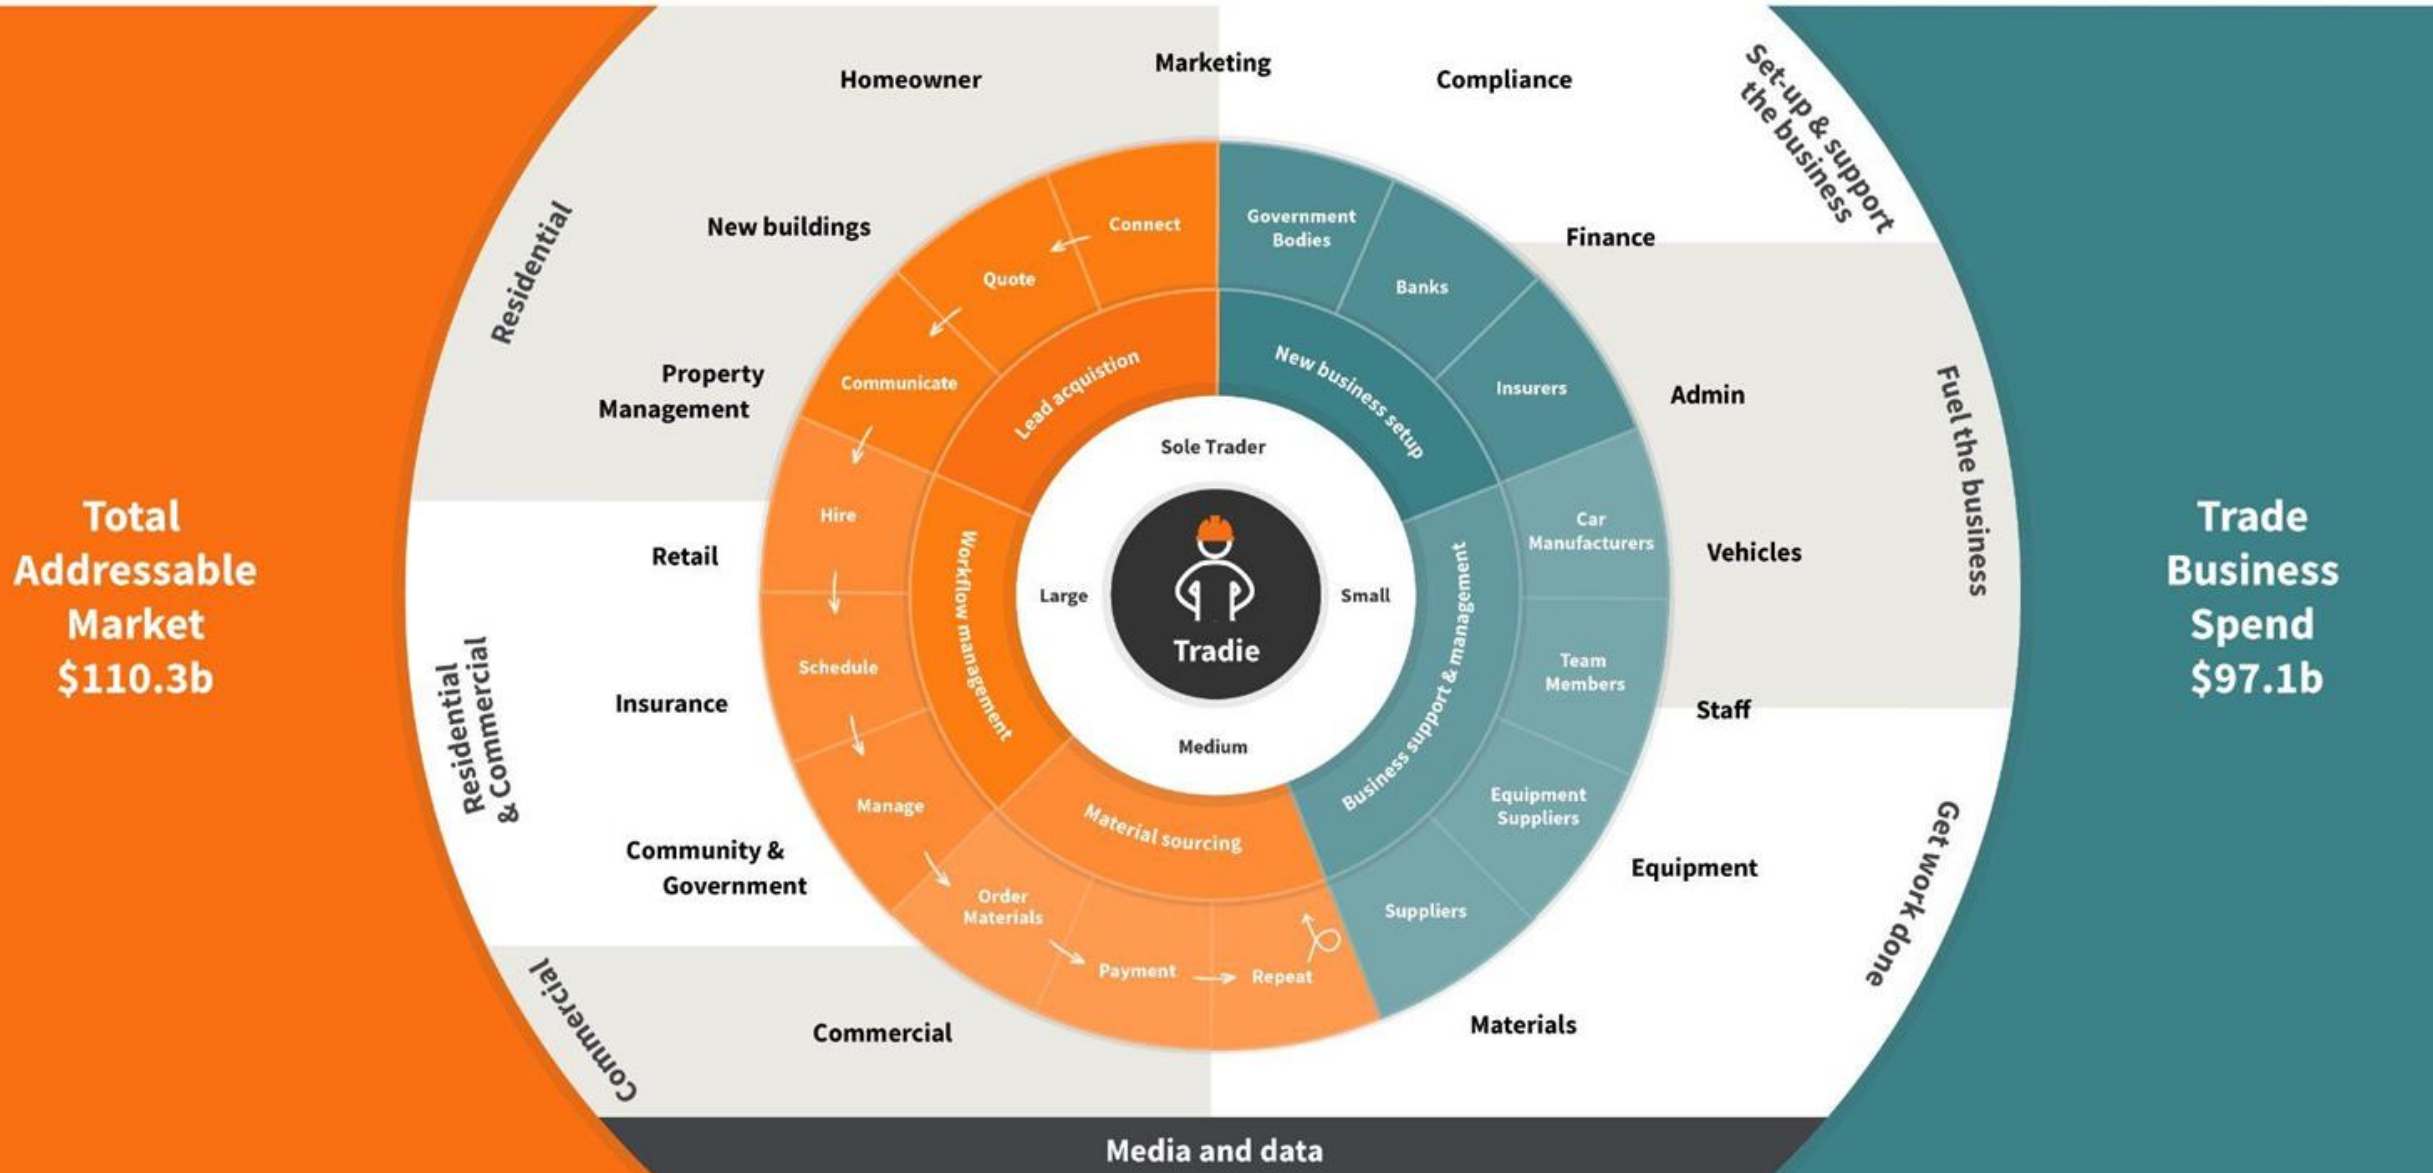 Total
Addressable
Market
$110.3b
Residential
Residential
& Commercial
Commercial
Homeowner
New buildings
Property
Management
Retail
Insurance
Community &
Government
Commercial
Marketing
Connect
Quote
Communicate
Hire
Schedule
Manage
Order
Materials
Payment
Repeat
Lead acquistion
Workflow management
Material sourcing
Sole Trader
Large
Small
Medium
Tradie
New business setup
Business support & management
Government
Bodies
Banks
Insurers
Car
Manufacturers
Team
Members
Equipment
Suppliers
Suppliers
Compliance
Finance
Admin
Vehicles
Staff
Equipment
Materials
Set-up & support
the business
Fuel the business
Get work done
Trade
Business
Spend
$97.1b
Media and data